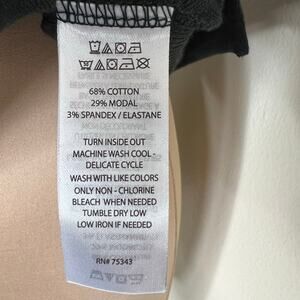 68% COTTON
29% MODAL
3% SPANDEX / ELASTANE
TURN INSIDE OUT
MACHINE WASH COOL -
DELICATE CYCLE
WASH WITH LIKE COLORS
ONLY NON - CHLORINE
BLEACH WHEN NEEDED
TUMBLE DRY LOW
LOW IRON IF NEEDED
RN# 75343